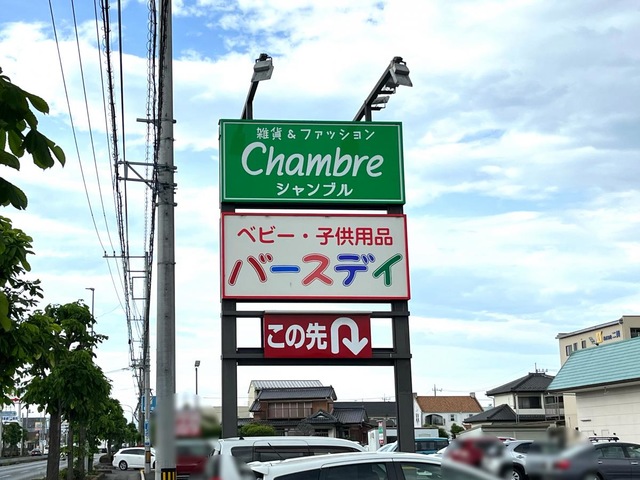 雑貨&ファッション
Chambre
シャンブル
ベビー・子供用品
バースデイ
この先